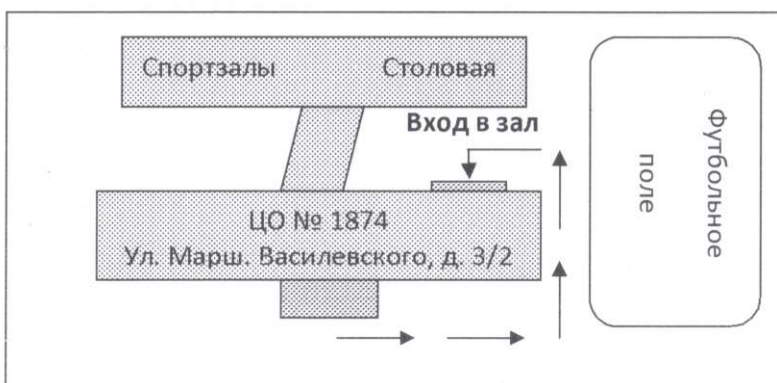 Спортзалы Столовая
Вход в зал
ЦО № 1874
Ул. Марш. Василевского, д. 3/2
Футбольное
поле